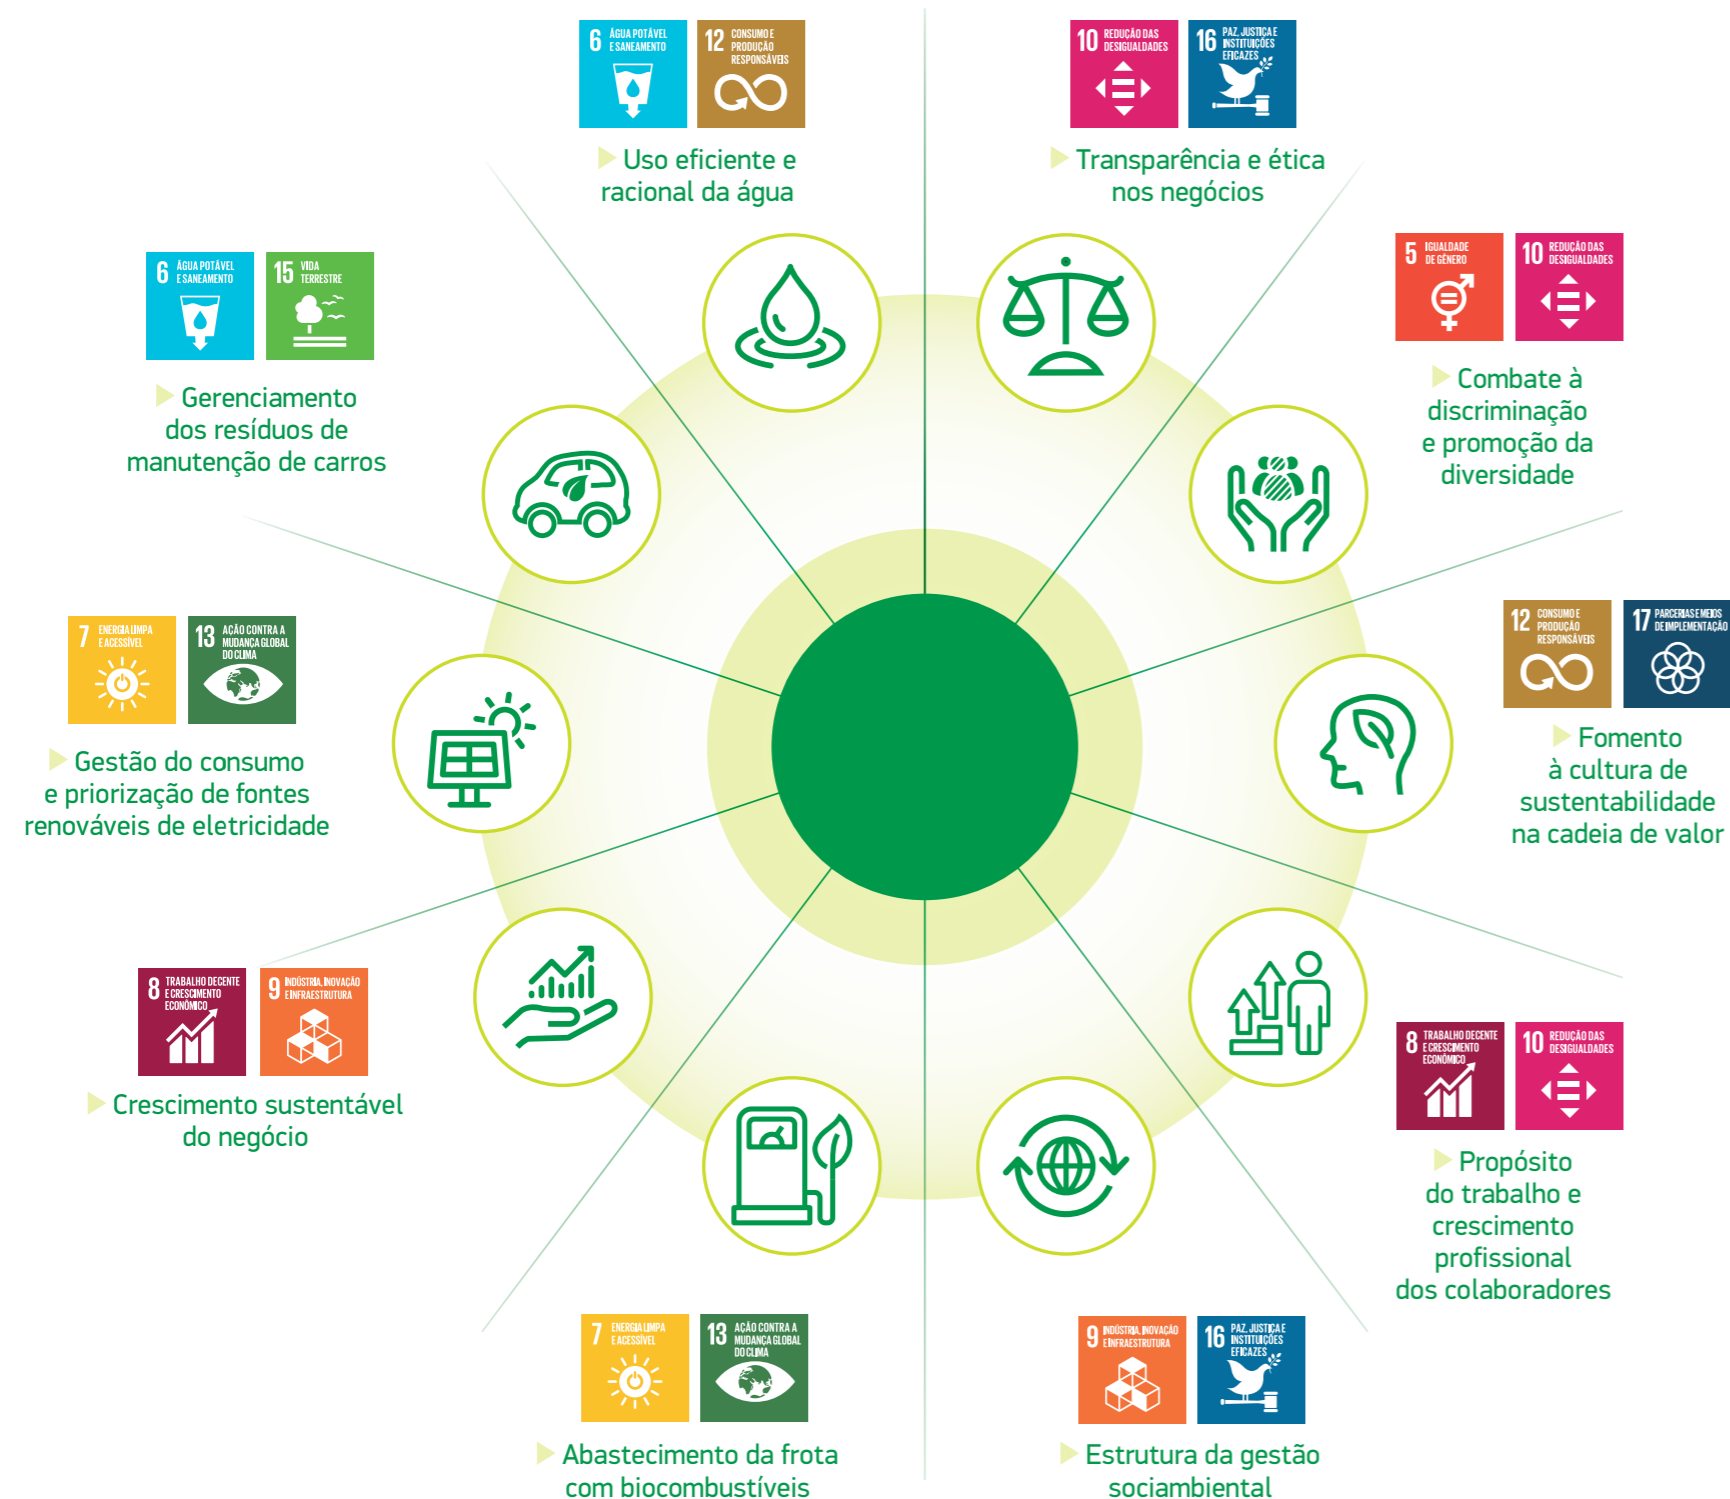 6 ÁGUA POTÁVEL
E SANEAMENTO
12 CONSUMO E
PRODUÇÃO
RESPONSÁVEIS
Uso eficiente e
racional da água
10 REDUÇÃO DAS
DESIGUALDADES
16 PAZ, JUSTIÇA E
INSTITUIÇÕES
EFICAZES
Transparência e ética
nos negócios
5 IGUALDADE
DE GÊNERO
10 REDUÇÃO DAS
DESIGUALDADES
Combate à
discriminação
e promoção da
diversidade
12 CONSUMO E
PRODUÇÃO
RESPONSÁVEIS
17 PARCERIAS E MEIOS
DE IMPLEMENTAÇÃO
Fomento
à cultura de
sustentabilidade
na cadeia de valor
8 TRABALHO DECENTE
E CRESCIMENTO
ECONÔMICO
10 REDUÇÃO DAS
DESIGUALDADES
Propósito
do trabalho e
crescimento
profissional
dos colaboradores
9 INDÚSTRIA, INOVAÇÃO
E INFRAESTRUTURA
16 PAZ, JUSTIÇA E
INSTITUIÇÕES
EFICAZES
Estrutura da gestão
sociambiental
7 ENERGIA LIMPA
E ACESSÍVEL
13 AÇÃO CONTRA A
MUDANÇA GLOBAL
DO CLIMA
Abastecimento da frota
com biocombustíveis
8 TRABALHO DECENTE
E CRESCIMENTO
ECONÔMICO
9 INDÚSTRIA, INOVAÇÃO
E INFRAESTRUTURA
Crescimento sustentável
do negócio
7 ENERGIA LIMPA
E ACESSÍVEL
13 AÇÃO CONTRA A
MUDANÇA GLOBAL
DO CLIMA
Gestão do consumo
e priorização de fontes
renováveis de eletricidade
6 ÁGUA POTÁVEL
E SANEAMENTO
15 VIDA
TERRESTRE
Gerenciamento
dos resíduos de
manutenção de carros